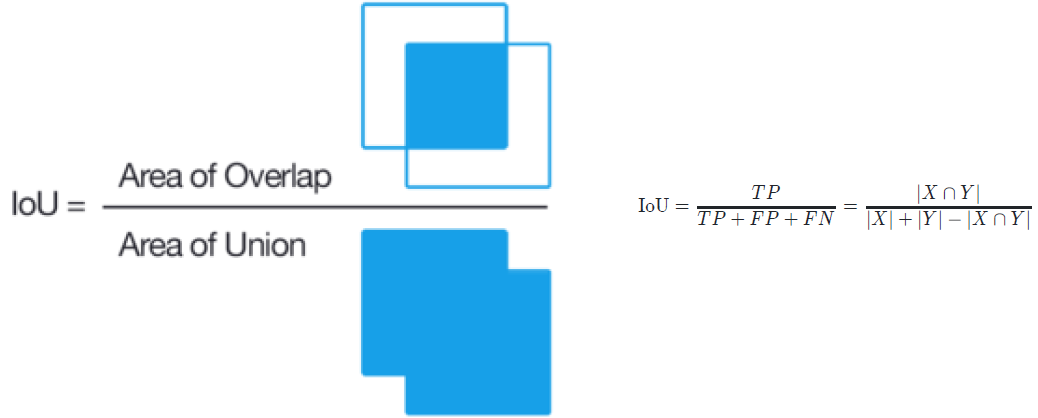 IoU =
Area of Overlap
Area of Union
IoU = TP / TP + FP + FN = |X ∩ Y| / |X| + |Y| − |X ∩ Y|